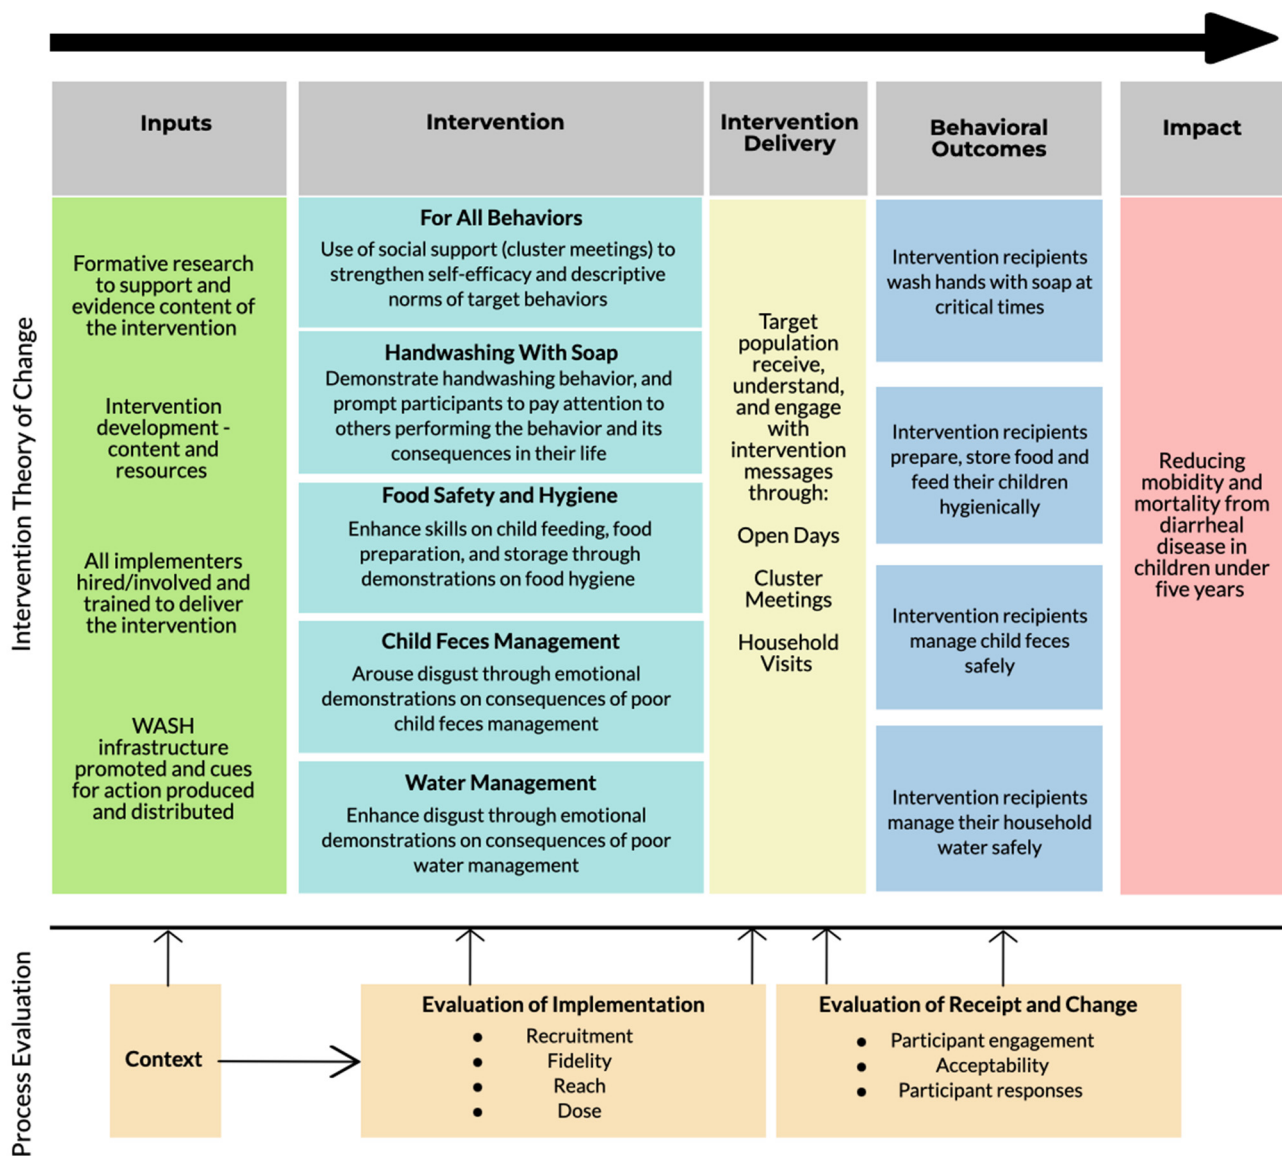 Inputs
Intervention
Intervention
Delivery
Behavioral
Outcomes
Impact
Intervention Theory of Change
Formative research
to support and
evidence content of
the intervention
Intervention
development -
content and
resources
All implementers
hired/involved and
trained to deliver
the intervention
WASH
infrastructure
promoted and cues
for action produced
and distributed
For All Behaviors
Use of social support (cluster meetings) to
strengthen self-efficacy and descriptive
norms of target behaviors
Handwashing With Soap
Demonstrate handwashing behavior, and
prompt participants to pay attention to
others performing the behavior and its
consequences in their life
Food Safety and Hygiene
Enhance skills on child feeding, food
preparation, and storage through
demonstrations on food hygiene
Child Feces Management
Arouse disgust through emotional
demonstrations on consequences of poor
child feces management
Water Management
Enhance disgust through emotional
demonstrations on consequences of poor
water management
Target
population
receive,
understand,
and engage
with
intervention
messages
through:
Open Days
Cluster
Meetings
Household
Visits
Intervention recipients
wash hands with soap at
critical times
Intervention recipients
prepare, store food and
feed their children
hygienically
Intervention recipients
manage child feces
safely
Intervention recipients
manage their household
water safely
Reducing
mobidity and
mortality from
diarrheal
disease in
children under
five years
Process Evaluation
Context
Evaluation of Implementation
● Recruitment
● Fidelity
● Reach
● Dose
Evaluation of Receipt and Change
● Participant engagement
● Acceptability
● Participant responses